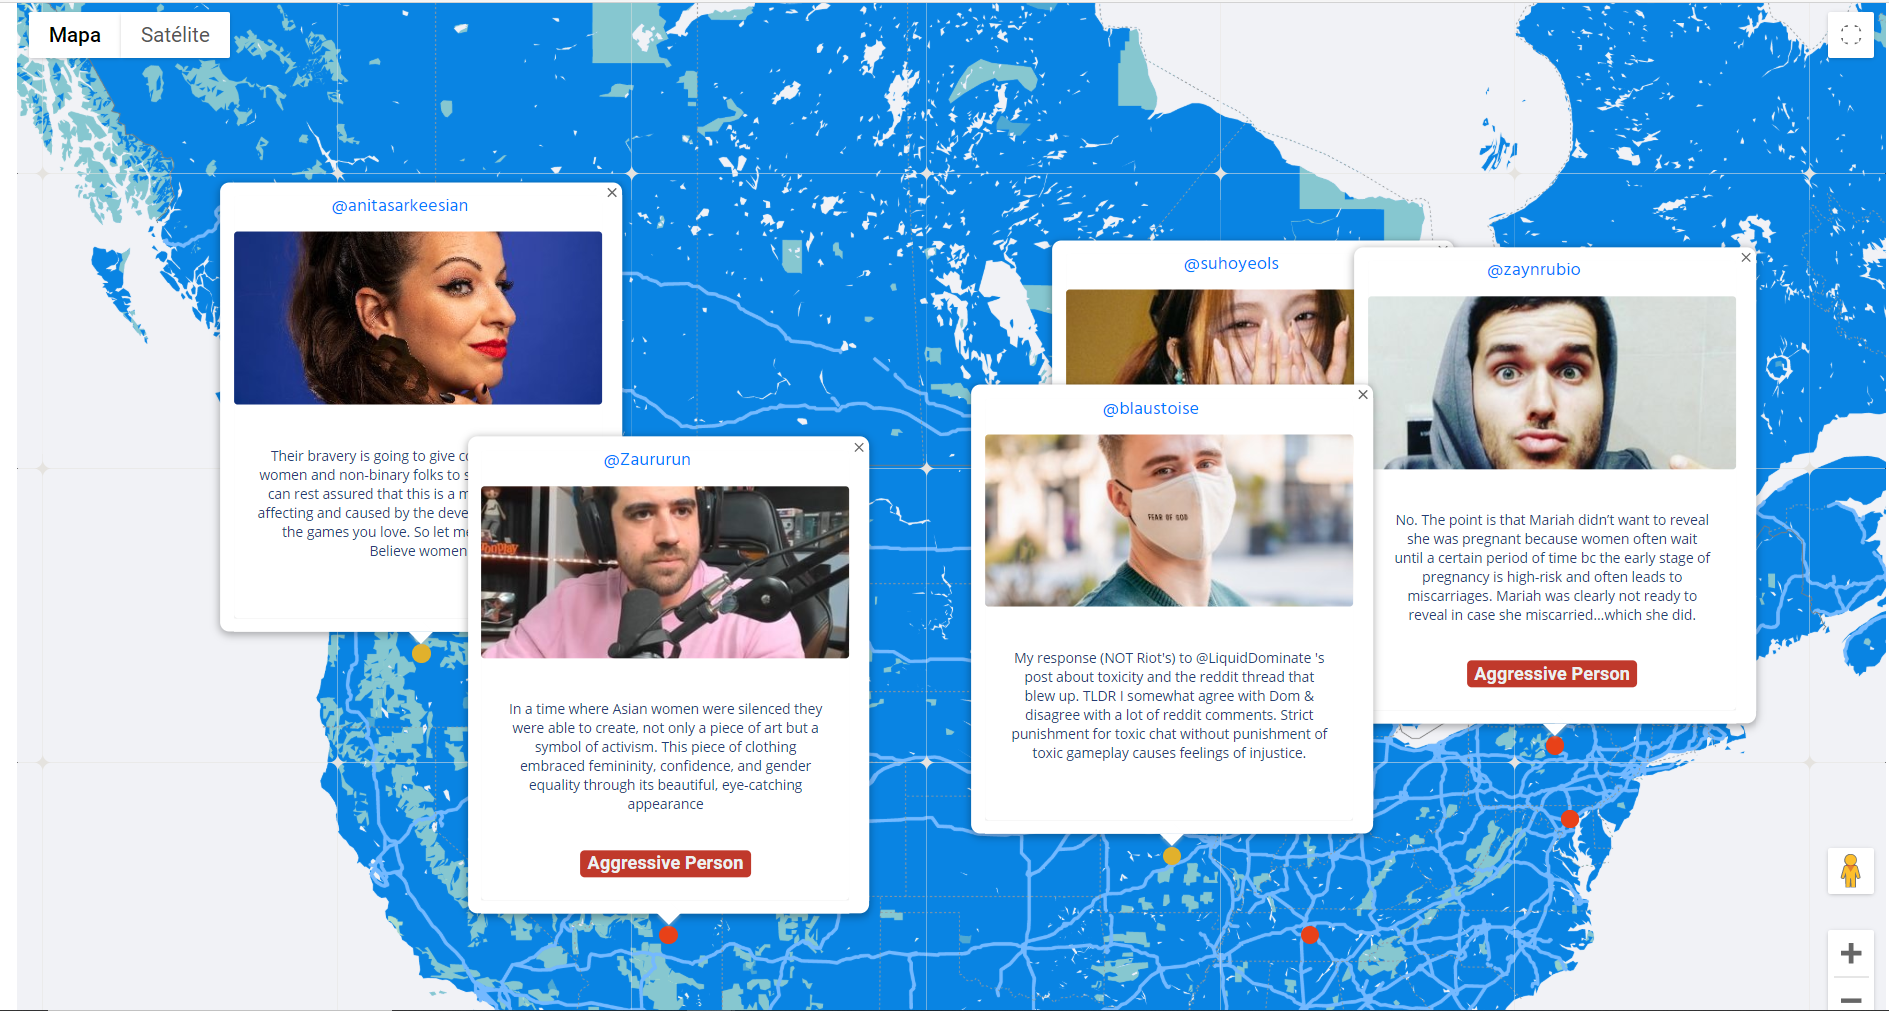 Mapa
Satélite
@anitasarkeesian
Their bravery is going to give
women and non-binary folks to
can rest assured that this is a
affecting and caused by the
the games you love. So let
Believe women
@Zaururun
In a time where Asian women were silenced they
were able to create, not only a piece of art but a
symbol of activism. This piece of clothing
embraced femininity, confidence, and gender
equality through its beautiful, eye-catching
appearance
Aggressive Person
@suhoyeols
@blaustoise
FEAR OF GOD
My response (NOT Riot's) to @LiquidDominate 's
post about toxicity and the reddit thread that
blew up. TLDR I somewhat agree with Dom &
disagree with a lot of reddit comments. Strict
punishment for toxic chat without punishment of
toxic gameplay causes feelings of injustice.
@zaynrubio
No. The point is that Mariah didn’t want to reveal
she was pregnant because women often wait
until a certain period of time bc the early stage of
pregnancy is high-risk and often leads to
miscarriages. Mariah was clearly not ready to
reveal in case she miscarried...which she did.
Aggressive Person